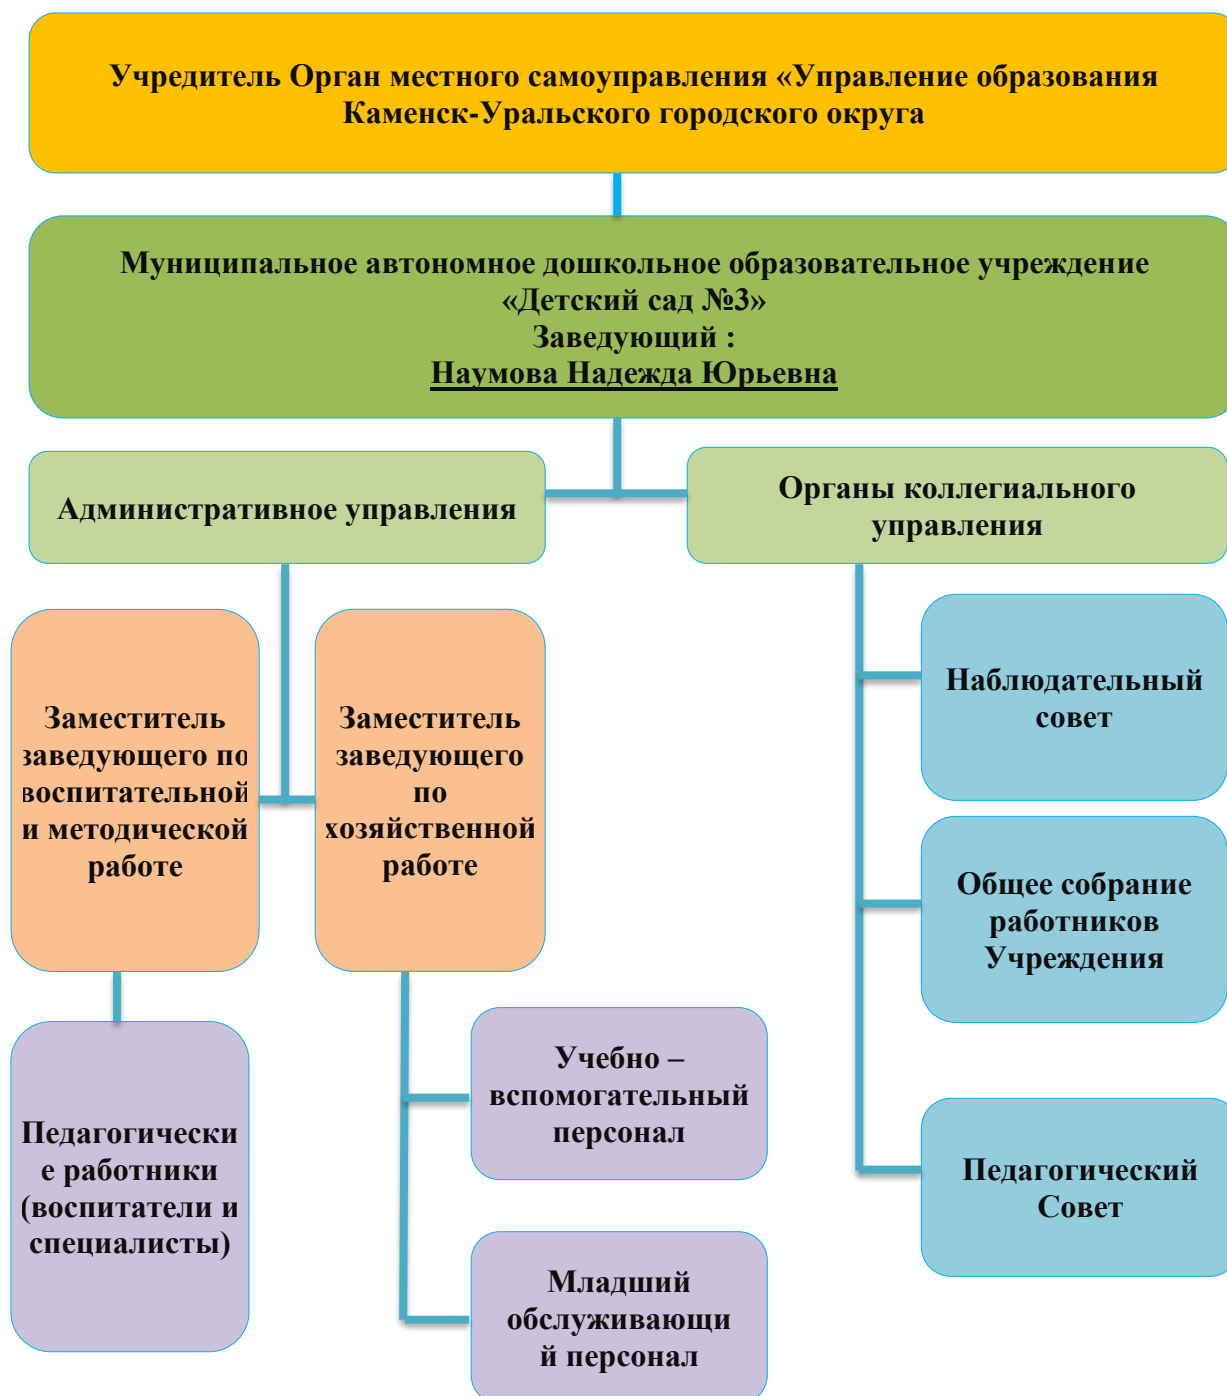 Учредитель Орган местного самоуправления «Управление образования
Каменск-Уральского городского округа
Муниципальное автономное дошкольное образовательное учреждение
«Детский сад №3»
Заведующий :
Наумова Надежда Юрьевна
Административное управления
Органы коллегиального
управления
Заместитель
заведующего по
воспитательной
и методической
работе
Заместитель
заведующего
по
хозяйственной
работе
Наблюдательный
совет
Общее собрание
работников
Учреждения
Педагогически
е работники
(воспитатели и
специалисты)
Учебно –
вспомогательный
персонал
Педагогический
Совет
Младший
обслуживающи
й персонал